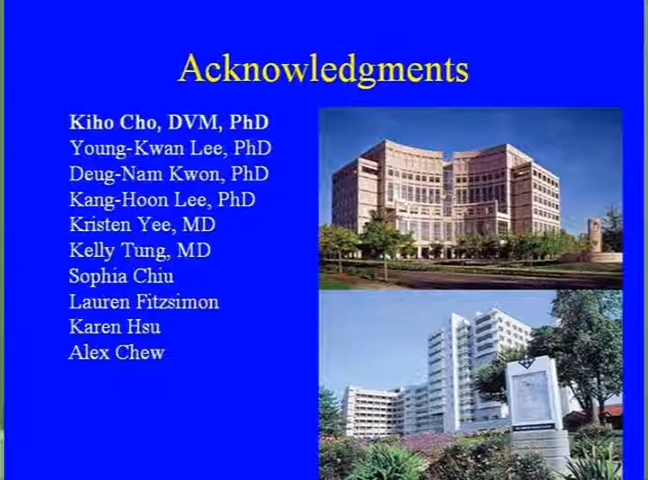 Acknowledgments
Kiho Cho, DVM, PhD
Young-Kwan Lee, PhD
Deug-Nam Kwon, PhD
Kang-Hoon Lee, PhD
Kristen Yee, MD
Kelly Tung, MD
Sophia Chiu
Lauren Fitzsimon
Karen Hsu
Alex Chew